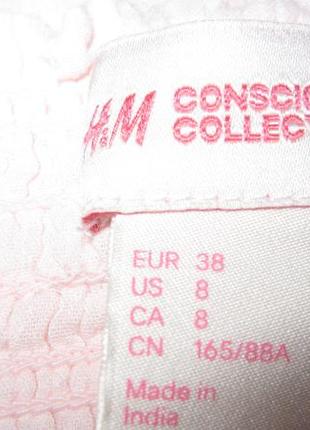 H&M CONSCIO
COLLECT
EUR 38
US 8
CA 8
CN 165/88A
Made in
India